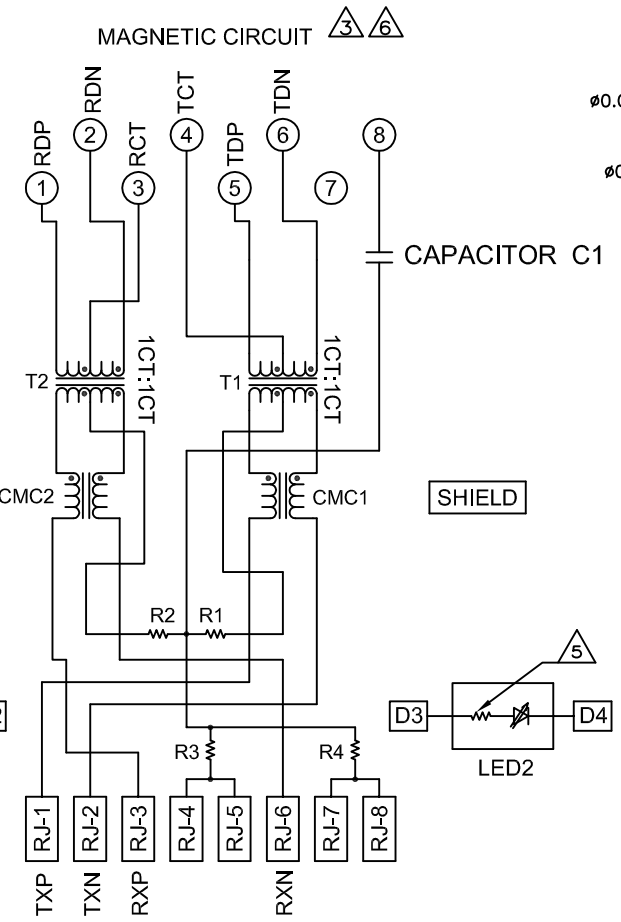 MAGNETIC CIRCUIT 3 6
RDP
RDN
RCT
TCT
TDP
TDN
1
2
3
4
5
6
7
8
ø0.0
ø0
CAPACITOR C1
T2
1CT:1CT
T1
1CT:1CT
CMC2
CMC1
SHIELD
R2
R1
5
D3
D4
LED2
R3
R4
RJ-1
RJ-2
RJ-3
RJ-4
RJ-5
RJ-6
RJ-7
RJ-8
TXP
TXN
RXP
RXN